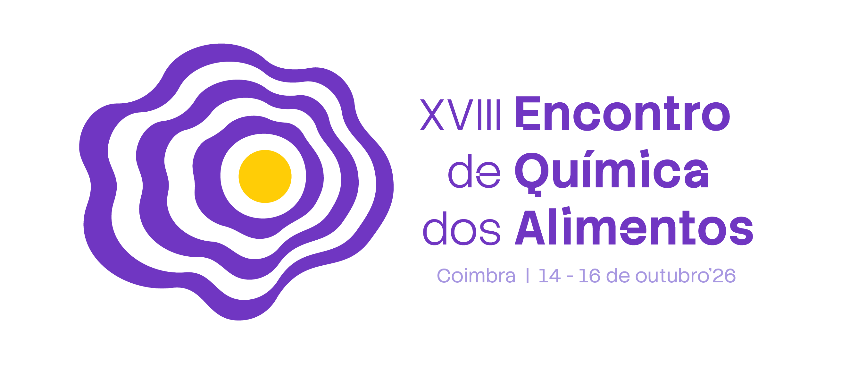 XVIII Encontro
de Química
dos Alimentos
Coimbra | 14 - 16 de outubro'26